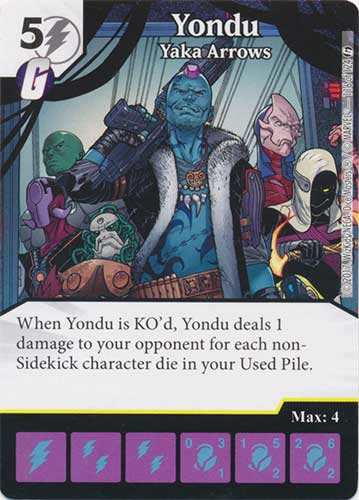 Yondu
Yaka Arrows
5
When Yondu is KO'd, Yondu deals 1
damage to your opponent for each non-
Sidekick character die in your Used Pile.
Max: 4
0 3 1
1 5 2
2 6 2